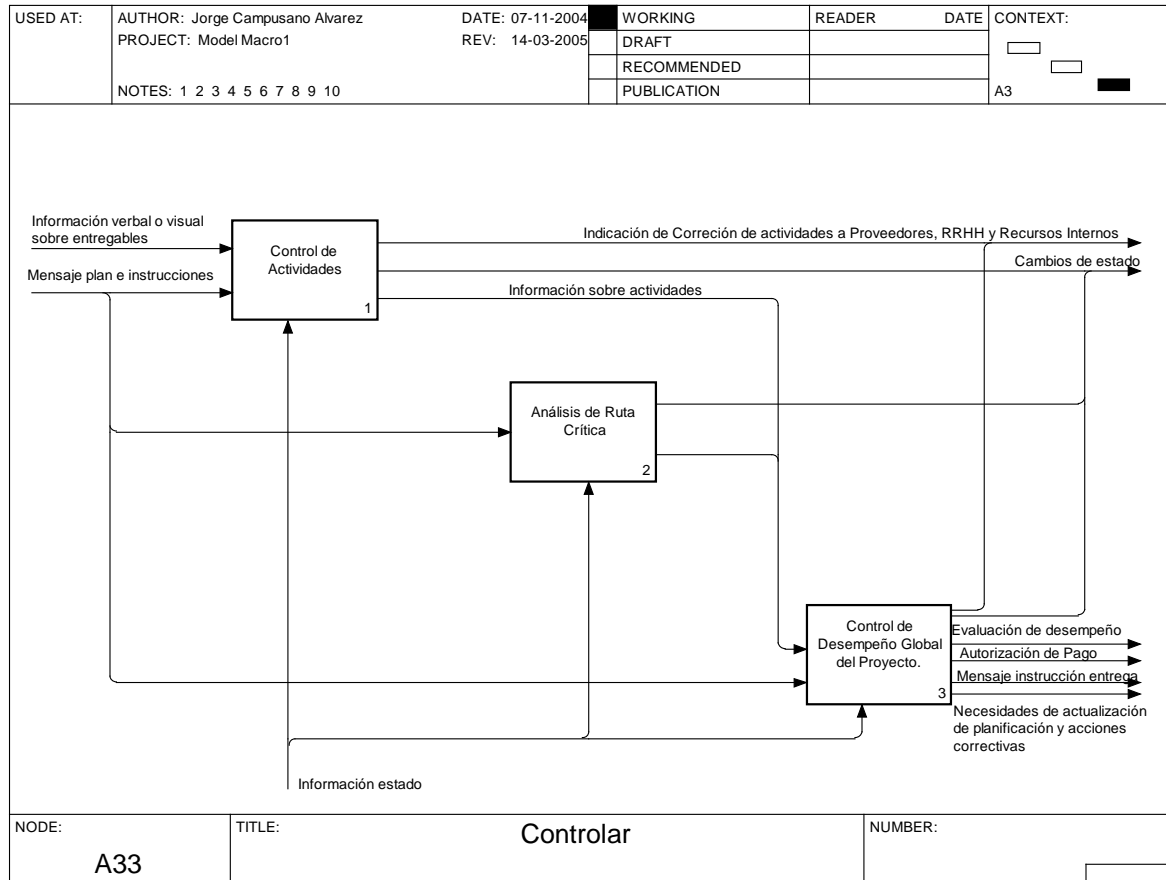 USED AT:
AUTHOR: Jorge Campusano Alvarez
DATE: 07-11-2004
WORKING
READER
DATE
CONTEXT:
PROJECT: Model Macro1
REV: 14-03-2005
DRAFT
RECOMMENDED
NOTES: 1 2 3 4 5 6 7 8 9 10
PUBLICATION
A3
Información verbal o visual
sobre entregables
Mensaje plan e instrucciones
Control de
Actividades
1
Indicación de Correción de actividades a Proveedores, RRHH y Recursos Internos
Cambios de estado
Información sobre actividades
Análisis de Ruta
Crítica
2
Control de
Desempeño Global
del Proyecto.
3
Evaluación de desempeño
Autorización de Pago
Mensaje instrucción entrega
Necesidades de actualización
de planificación y acciones
correctivas
Información estado
NODE:
A33
TITLE:
Controlar
NUMBER: